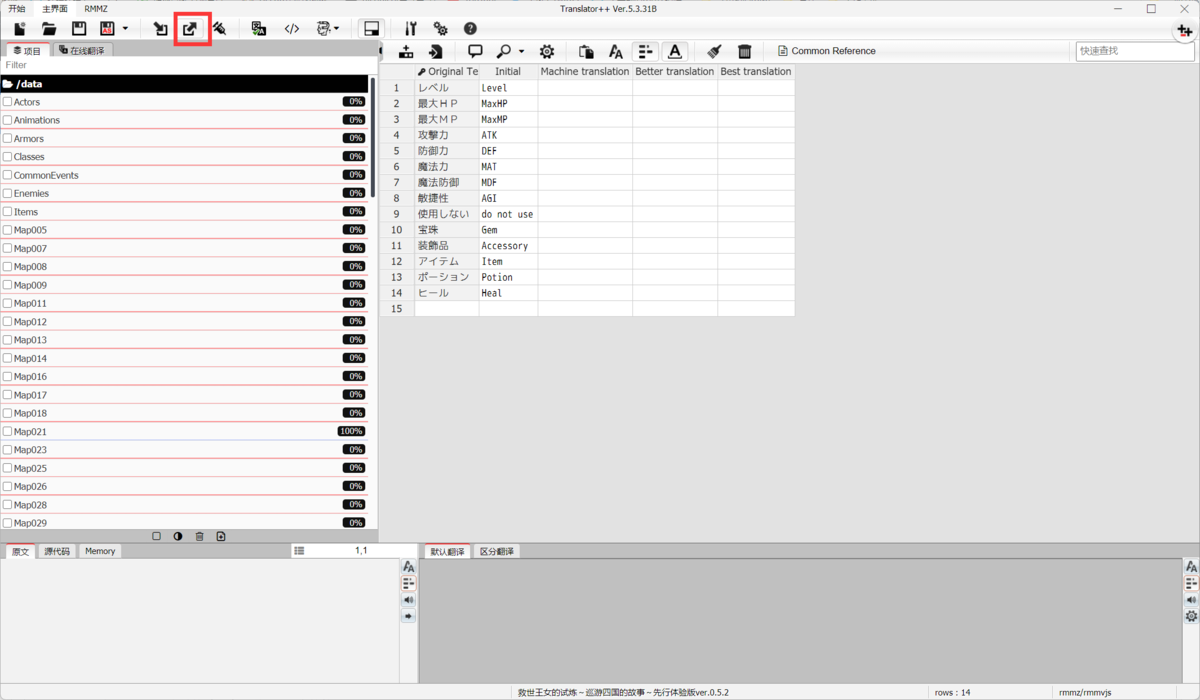 开始 主界面 RMMZ Translator++ Ver.5.3.31B
项目 在线翻译
Common Reference 快速查找
Filter
/data
Actors 0%
Animations 0%
Armors 0%
Classes 0%
CommonEvents 0%
Enemies 0%
Items 0%
Map005 0%
Map007 0%
Map008 0%
Map009 0%
Map011 0%
Map012 0%
Map013 0%
Map014 0%
Map016 0%
Map017 0%
Map018 0%
Map021 100%
Map023 0%
Map025 0%
Map026 0%
Map028 0%
Map029 0%
Original Te Initial Machine translation Better translation Best translation
1 レベル Level
2 最大ＨＰ MaxHP
3 最大ＭＰ MaxMP
4 攻撃力 ATK
5 防御力 DEF
6 魔法力 MAT
7 魔法防御 MDF
8 敏捷性 AGI
9 使用しない do not use
10 宝珠 Gem
11 装飾品 Accessory
12 アイテム Item
13 ポーション Potion
14 ヒール Heal
15
原文 源代码 Memory 1,1 默认翻译 区分翻译
救世王女的试炼～巡游四国的故事～先行体验版ver.0.5.2 rows : 14 rmmz/rmmvjs